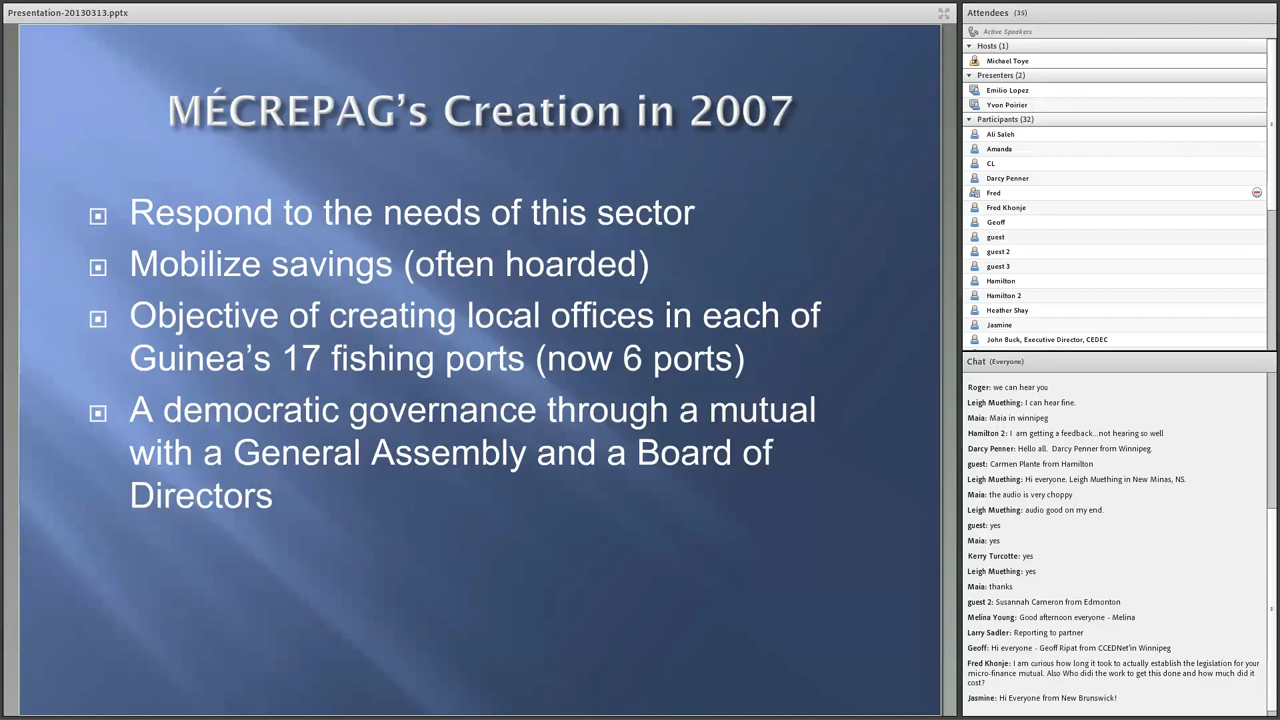 Presentation-20130313.pptx
MÉCREPAG’s Creation in 2007
Respond to the needs of this sector
Mobilize savings (often hoarded)
Objective of creating local offices in each of
Guinea’s 17 fishing ports (now 6 ports)
A democratic governance through a mutual
with a General Assembly and a Board of
Directors
Attendees (35)
Active Speakers
Hosts (1)
Michael Toye
Presenters (2)
Emilio Lopez
Yvon Poirier
Participants (32)
Ali Saleh
Amanda
CL
Darcy Penner
Fred
Fred Khonje
Geoff
guest
guest 2
guest 3
Hamilton
Hamilton 2
Heather Shay
Jasmine
John Buck, Executive Director, CEDEC
Chat (Everyone)
Roger: we can hear you
Leigh Muething: I can hear fine.
Maia: Maia in winnipeg
Hamilton 2: I am getting a feedback...not hearing so well
Darcy Penner: Hello all. Darcy Penner from Winnipeg.
guest: Carmen Plante from Hamilton
Leigh Muething: Hi everyone. Leigh Muething in New Minas, NS.
Maia: the audio is very choppy
Leigh Muething: audio good on my end.
guest: yes
Maia: yes
Kerry Turcotte: yes
Leigh Muething: yes
Maia: thanks
guest 2: Susannah Cameron from Edmonton
Melina Young: Good afternoon everyone - Melina
Larry Sadler: Reporting to partner
Geoff: Hi everyone - Geoff Ripat from CCEDNet'in Winnipeg
Fred Khonje: I am curious how long it took to actually establish the legislation for your
micro-finance mutual. Also Who didi the work to get this done and how much did it
cost?
Jasmine: Hi Everyone from New Brunswick!